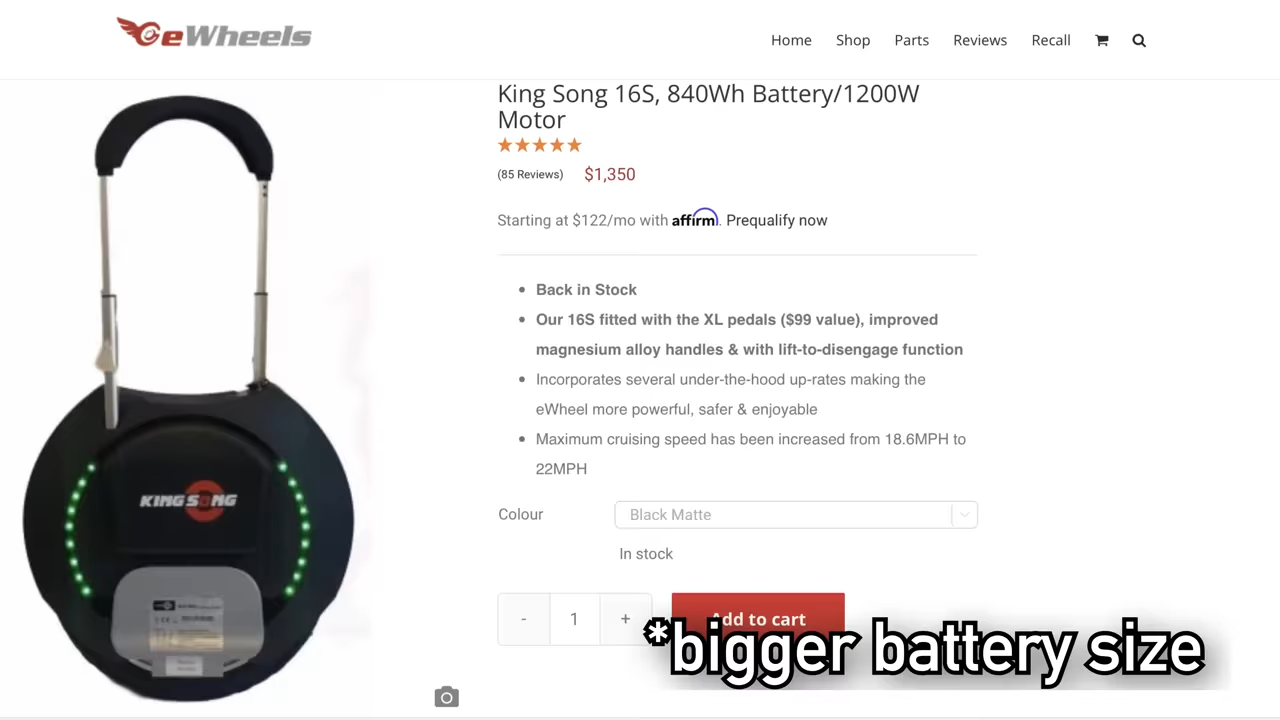 eWheels
Home Shop Parts Reviews Recall
King Song 16S, 840Wh Battery/1200W
Motor
(85 Reviews) $1,350
Starting at $122/mo with affirm. Prequalify now
Back in Stock
Our 16S fitted with the XL pedals ($99 value), improved
magnesium alloy handles & with lift-to-disengage function
Incorporates several under-the-hood up-rates making the
eWheel more powerful, safer & enjoyable
Maximum cruising speed has been increased from 18.6MPH to
22MPH
KING SONG
Colour Black Matte
In stock
- 1 + Add to cart
*bigger battery size